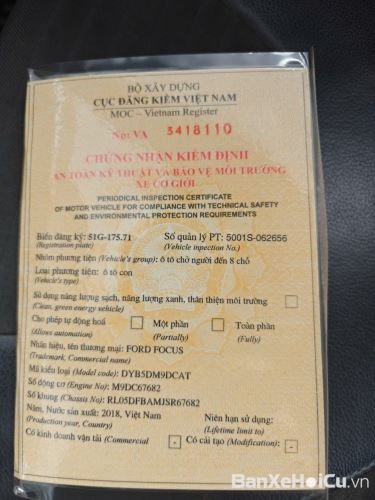 BỘ XÂY DỰNG
CỤC ĐĂNG KIỂM VIỆT NAM
MOC – Vietnam Register
No: VA 3418110
CHỨNG NHẬN KIỂM ĐỊNH
AN TOÀN KỸ THUẬT VÀ BẢO VỆ MÔI TRƯỜNG
XE CƠ GIỚI
PERIODICAL INSPECTION CERTIFICATE
OF MOTOR VEHICLE FOR COMPLIANCE WITH TECHNICAL SAFETY
AND ENVIRONMENTAL PROTECTION REQUIREMENTS
Biển đăng ký: 51G-175.71 Số quản lý PT: 5001S-062656
(Registration plate) (Vehicle inpection No.)
Nhóm phương tiện (Vehicle's group): ô tô chở người đến 8 chỗ
Loại phương tiện: ô tô con
(Vehicle's type)
Sử dụng năng lượng sạch, năng lượng xanh, thân thiện môi trường
(Clean, green energy vehicle)
Cho phép tự động hoá Một phần Toàn phần
(Allows automation) (Partially) (Fully)
Nhãn hiệu, tên thương mại: FORD FOCUS
(Trademark, Commercial name)
Mã kiểu loại (Model code): DYB5DM9DCAT
Số động cơ (Engine No): M9DC67682
Số khung (Chassis No): RL05DFBAMJSR67682
Năm, Nước sản xuất: 2018, Việt Nam Niên hạn sử dụng:
(Production year, Country) (Lifetime limit to)
Có kinh doanh vận tải (Commercial - Có cải tạo (Modification): -
BanXeHoiCu.vn